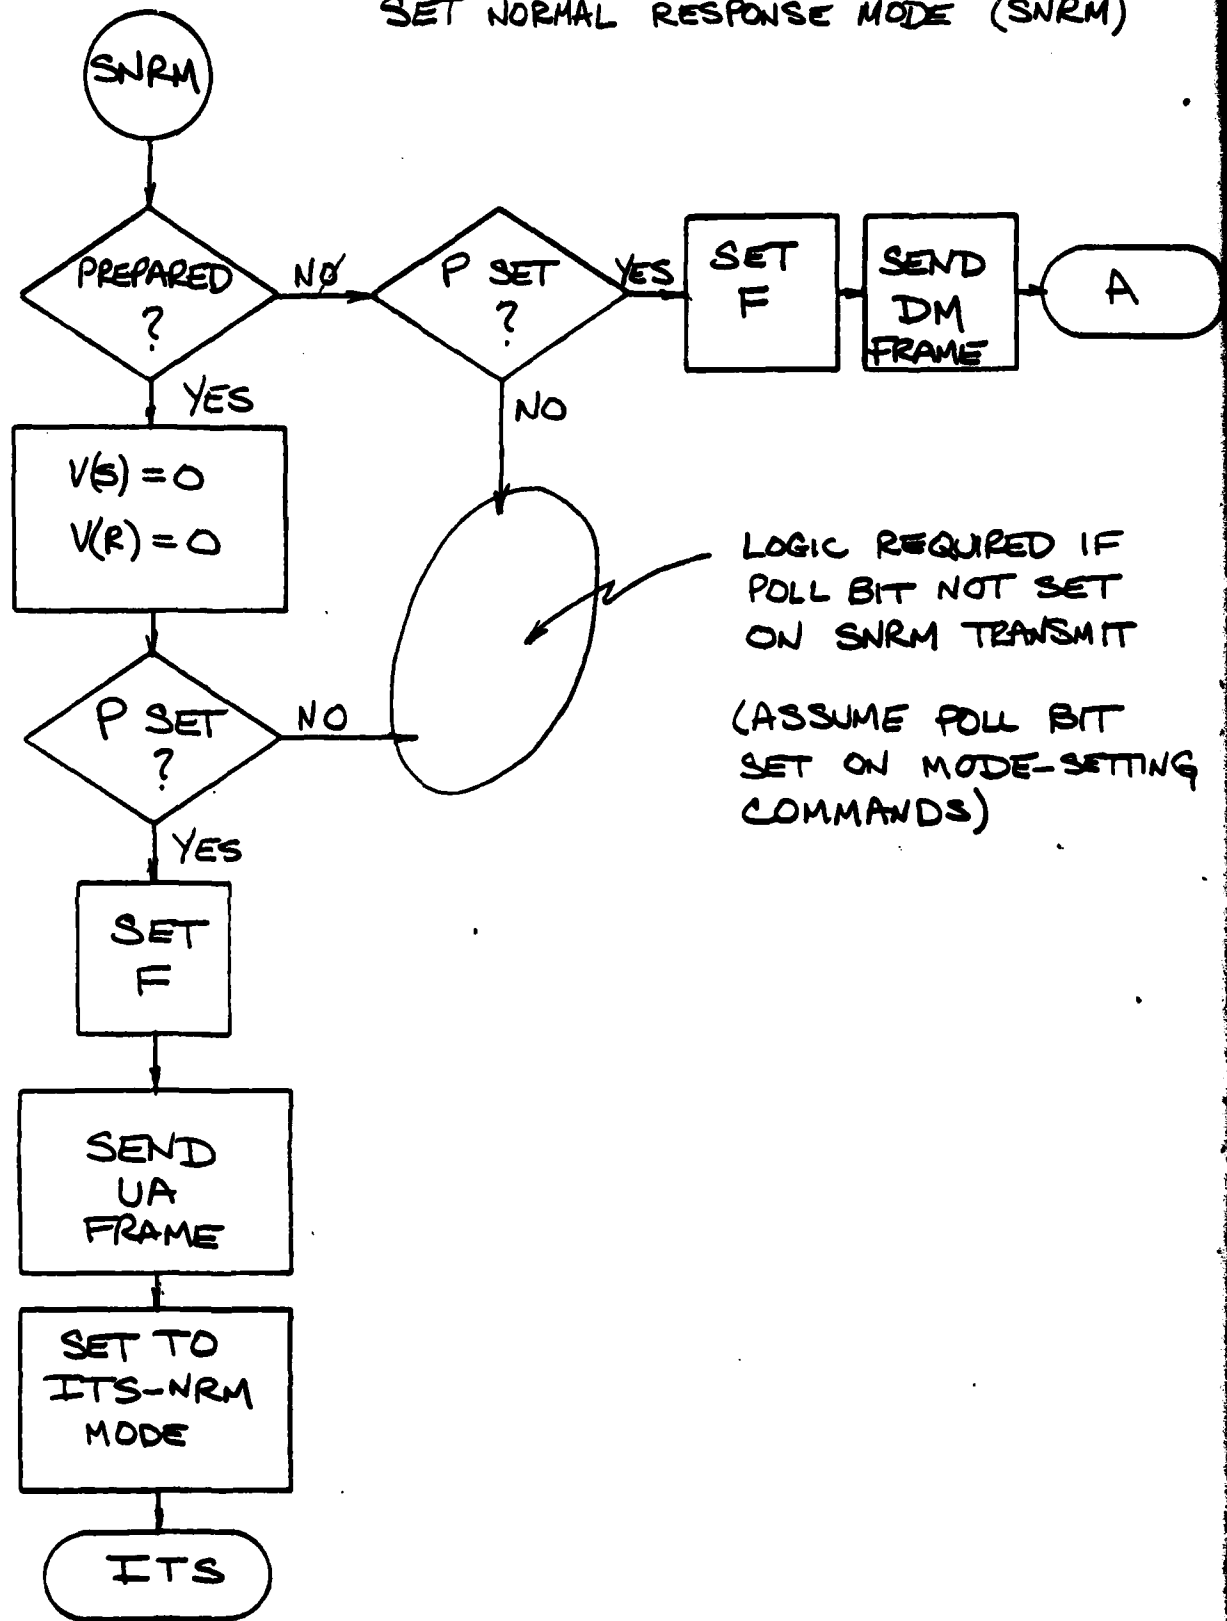 SET NORMAL RESPONSE MODE (SNRM)
SNRM
PREPARED
?
NO
P SET
?
YES
SET
F
SEND
DM
FRAME
A
YES
NO
V(S) = 0
V(R) = 0
LOGIC REQUIRED IF
POLL BIT NOT SET
ON SNRM TRANSMIT
(ASSUME POLL BIT
SET ON MODE-SETTING
COMMANDS)
P SET
?
NO
YES
SET
F
SEND
UA
FRAME
SET TO
ITS-NRM
MODE
ITS